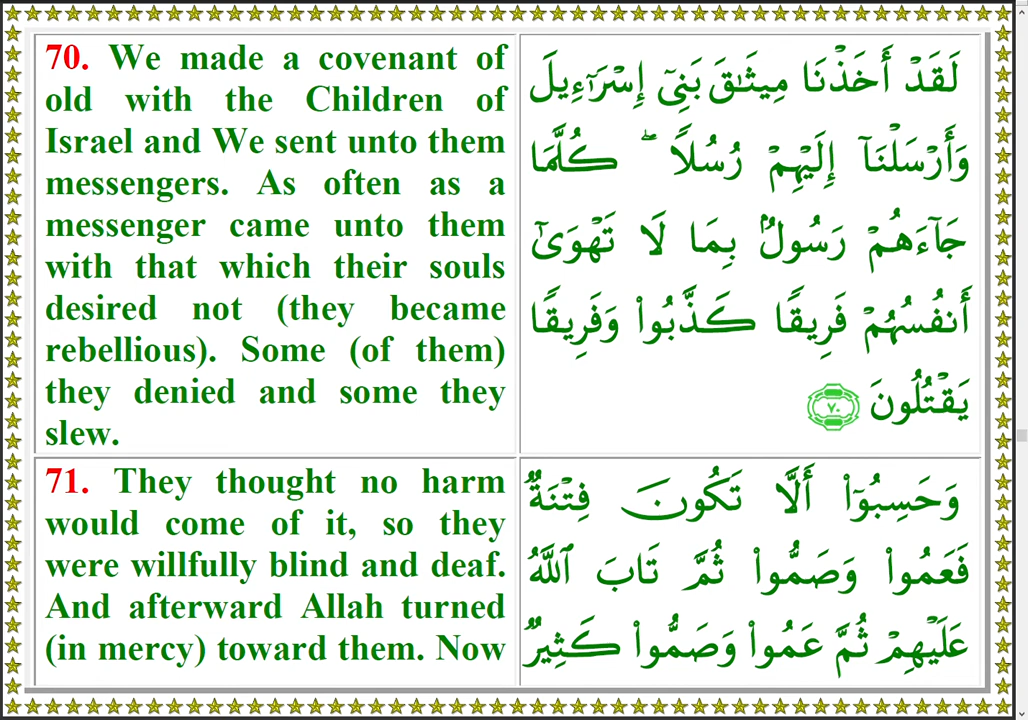 70. We made a covenant of
old with the Children of
Israel and We sent unto them
messengers. As often as a
messenger came unto them
with that which their souls
desired not (they became
rebellious). Some (of them)
they denied and some they
slew.
لَقَدْ أَخَذْنَا مِيثَٰقَ بَنِىٓ إِسْرَٰٓءِيلَ
وَأَرْسَلْنَآ إِلَيْهِمْ رُسُلًا ۖ كُلَّمَا
جَآءَهُمْ رَسُولٌۢ بِمَا لَا تَهْوَىٰٓ
أَنفُسُهُمْ فَرِيقًا كَذَّبُوا۟ وَفَرِيقًا
يَقْتُلُونَ ٧٠
71. They thought no harm
would come of it, so they
were willfully blind and deaf.
And afterward Allah turned
(in mercy) toward them. Now
وَحَسِبُوٓا۟ أَلَّا تَكُونَ فِتْنَةٌ
فَعَمُوا۟ وَصَمُّوا۟ ثُمَّ تَابَ ٱللَّهُ
عَلَيْهِمْ ثُمَّ عَمُوا۟ وَصَمُّوا۟ كَثِيرٌ